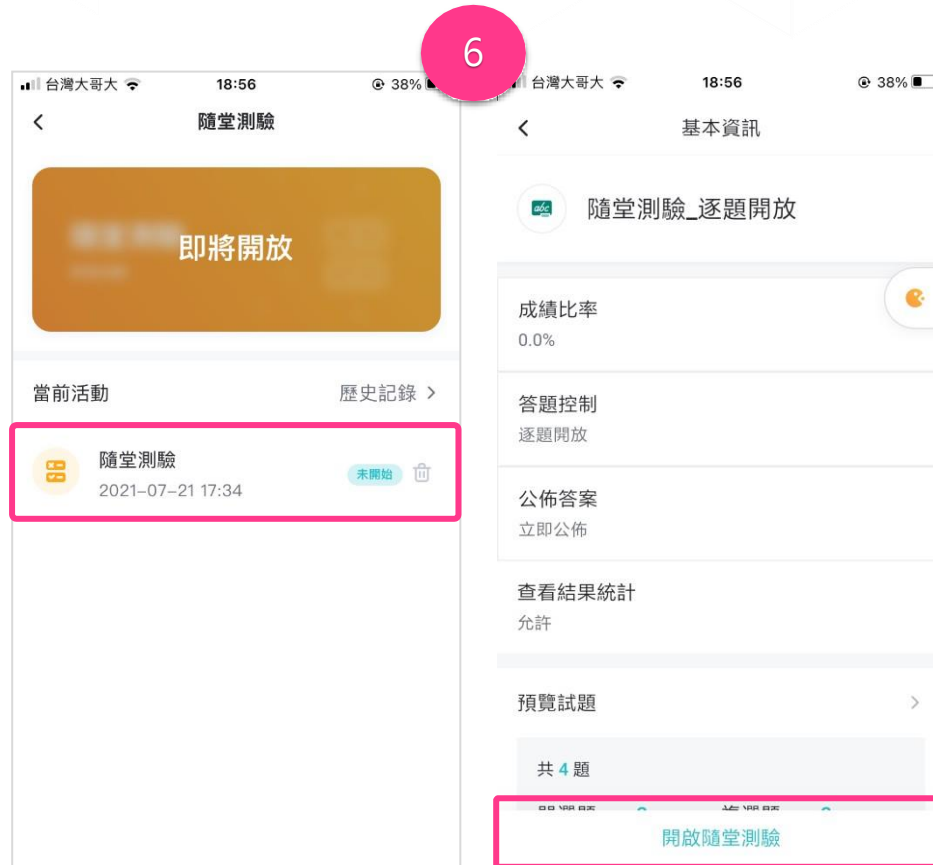 6
台灣大哥大
18:56
38%
隨堂測驗
即將開放
當前活動
歷史記錄
隨堂測驗
未開始
2021-07-21 17:34
台灣大哥大
18:56
38%
基本資訊
abc
隨堂測驗_逐題開放
成績比率
0.0%
答題控制
逐題開放
公佈答案
立即公佈
查看結果統計
允許
預覽試題
共 4 題
開啟隨堂測驗